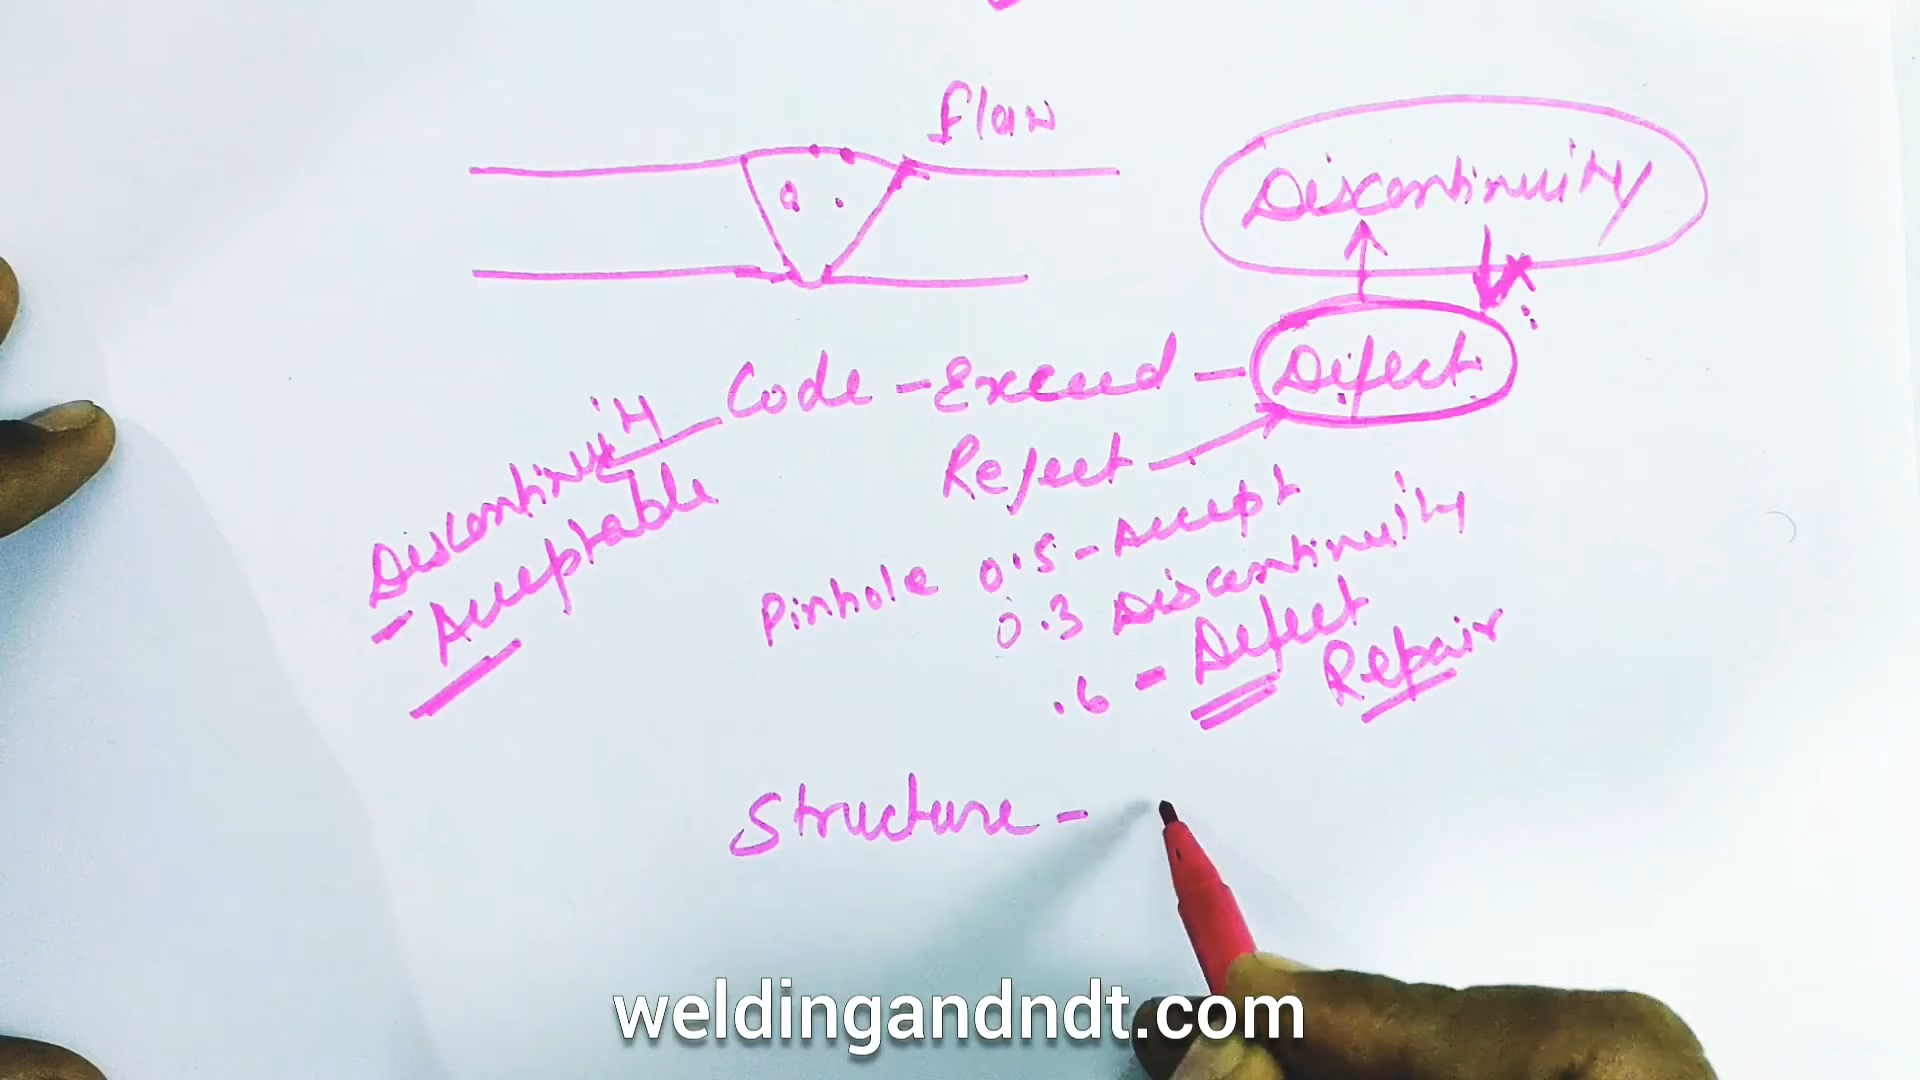 flaw
Discontinuity
Code - Exceed - Defect
Discontinuity
- Acceptable
Reject
Pinhole 0.5 - Accept
0.3 Discontinuity
.6 - Defect
Repair
Structure -
weldingandndt.com